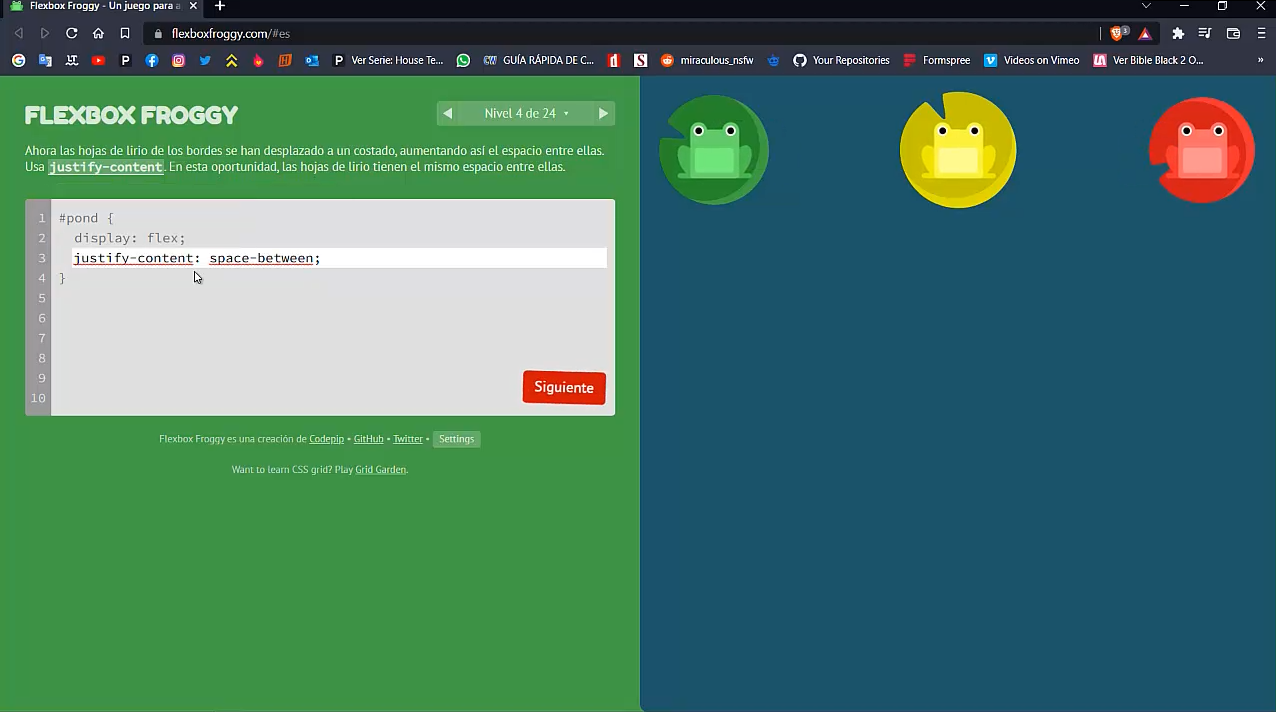 Flexbox Froggy - Un juego para a
flexboxfroggy.com/#es
3
Ver Serie: House Te...
GUÍA RÁPIDA DE C...
miraculous_nsfw
Your Repositories
Formspree
Videos on Vimeo
Ver Bible Black 2 O...
»
FLEXBOX FROGGY
Nivel 4 de 24
Ahora las hojas de lirio de los bordes se han desplazado a un costado, aumentando así el espacio entre ellas.
Usa justify-content. En esta oportunidad, las hojas de lirio tienen el mismo espacio entre ellas.
1 #pond {
2 display: flex;
3 justify-content: space-between;
4 }
5
6
7
8
9
10
Siguiente
Flexbox Froggy es una creación de Codepip • GitHub • Twitter • Settings
Want to learn CSS grid? Play Grid Garden.